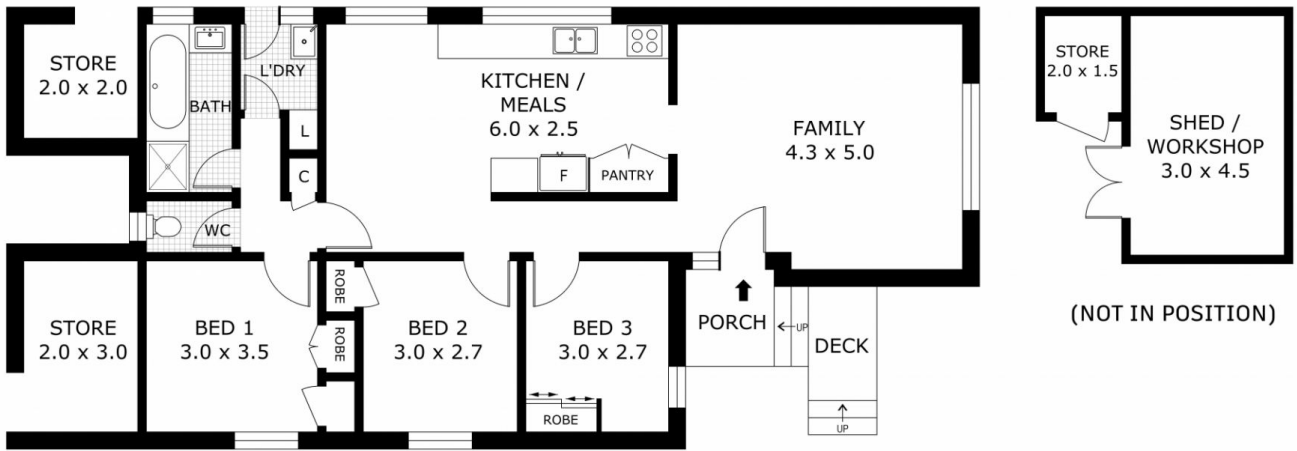 STORE
2.0 x 2.0
BATH
L'DRY
L
C
WC
KITCHEN /
MEALS
6.0 x 2.5
F
PANTRY
FAMILY
4.3 x 5.0
STORE
2.0 x 3.0
BED 1
3.0 x 3.5
ROBE
ROBE
BED 2
3.0 x 2.7
BED 3
3.0 x 2.7
ROBE
PORCH
UP
DECK
UP
STORE
2.0 x 1.5
SHED /
WORKSHOP
3.0 x 4.5
(NOT IN POSITION)